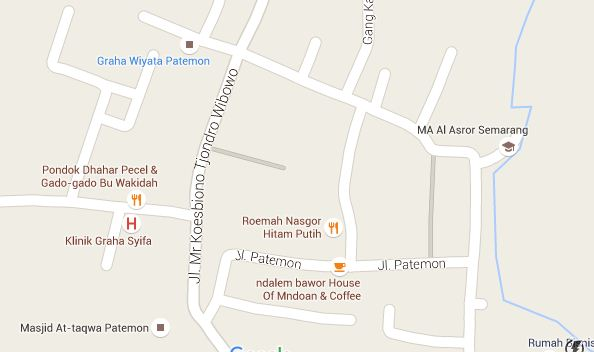 Gang Ka
Graha Wiyata Patemon
Jl. Mr Koesbiono Tjondro Wibowo
MA Al Asror Semarang
Pondok Dhahar Pecel &
Gado-gado Bu Wakidah
H
Klinik Graha Syifa
Roemah Nasgor
Hitam Putih
Jl. Patemon
Jl. Patemon
ndalem bawor House
Of Mndoan & Coffee
Masjid At-taqwa Patemon
Google
Rumah